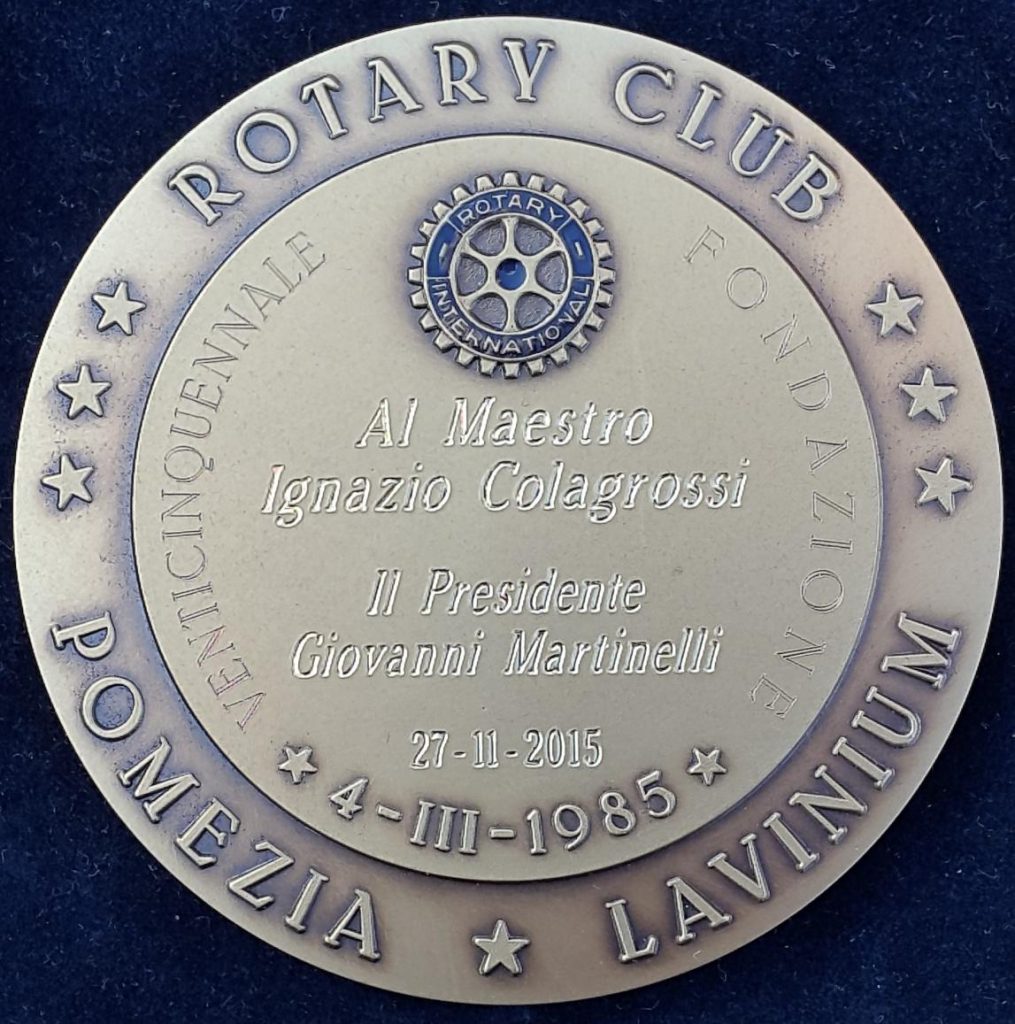 ROTARY CLUB
ROTARY
INTERNATIONAL
VENTICINQUENNALE
FONDAZIONE
Al Maestro
Ignazio Colagrossi
Il Presidente
Giovanni Martinelli
27-11-2015
4-III-1985
POMEZIA LAVINIUM